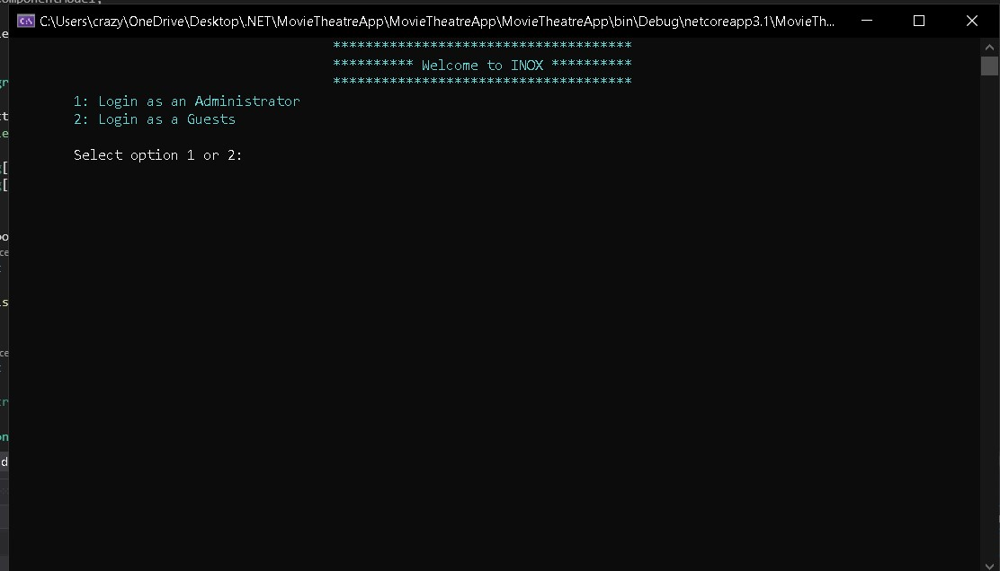 C:\Users\crazy\OneDrive\Desktop\.NET\MovieTheatreApp\MovieTheatreApp\MovieTheatreApp\bin\Debug\netcoreapp3.1\MovieTh...
*************************************
********** Welcome to INOX **********
*************************************
1: Login as an Administrator
2: Login as a Guests
Select option 1 or 2: